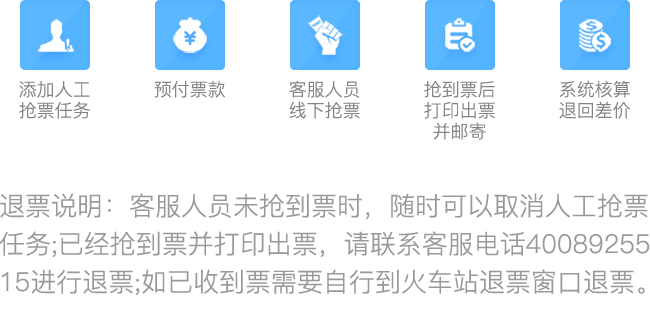 添加人工 预付票款 客服人员 抢到票后 系统核算
抢票任务 线下抢票 打印出票 退回差价
并邮寄
退票说明：客服人员未抢到票时，随时可以取消人工抢票
任务;已经抢到票并打印出票，请联系客服电话40089255
15进行退票;如已收到票需要自行到火车站退票窗口退票。